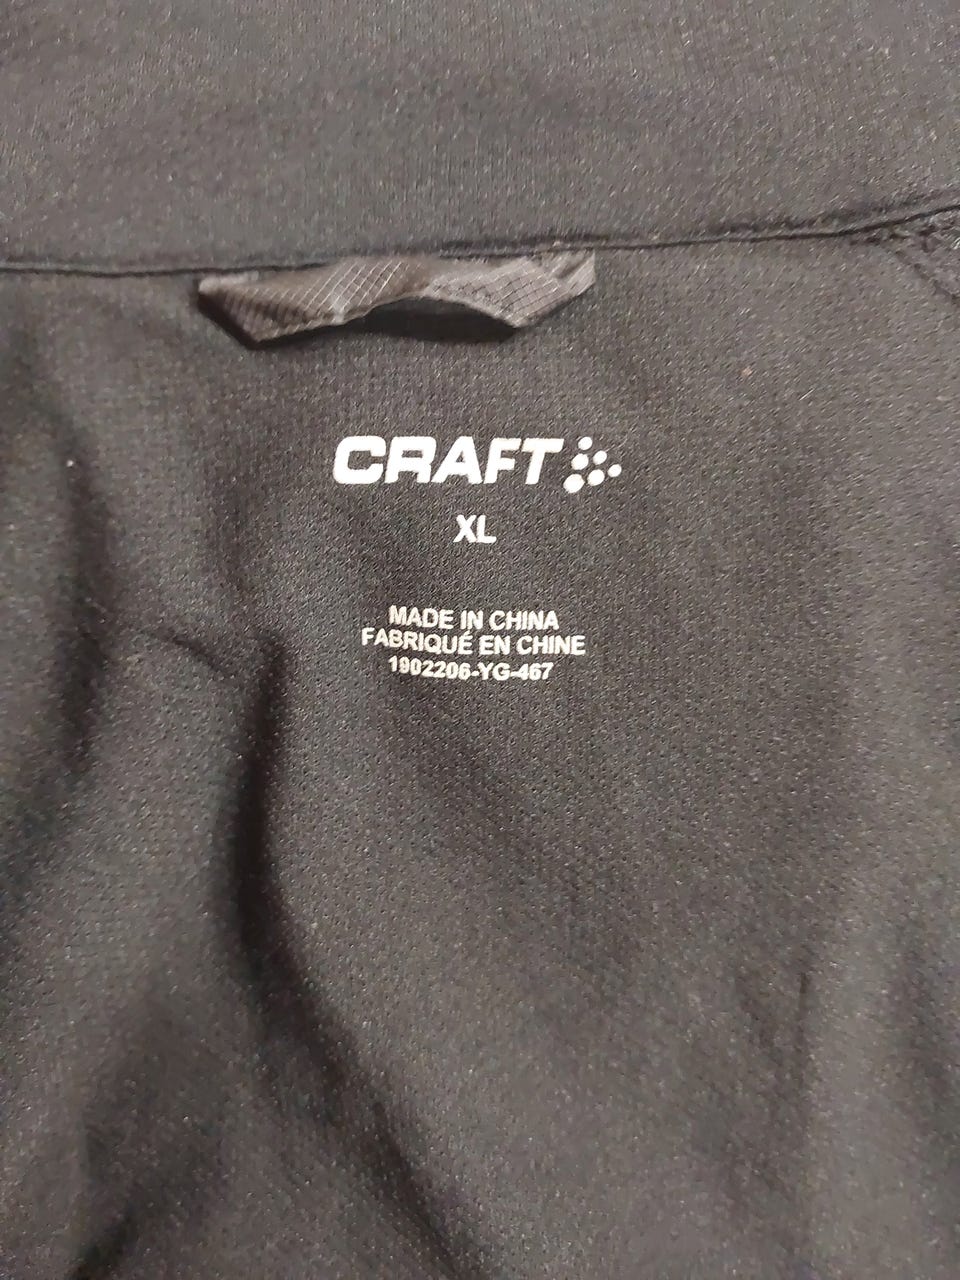 CRAFT
XL
MADE IN CHINA
FABRIQUÉ EN CHINE
1902206-YG-467